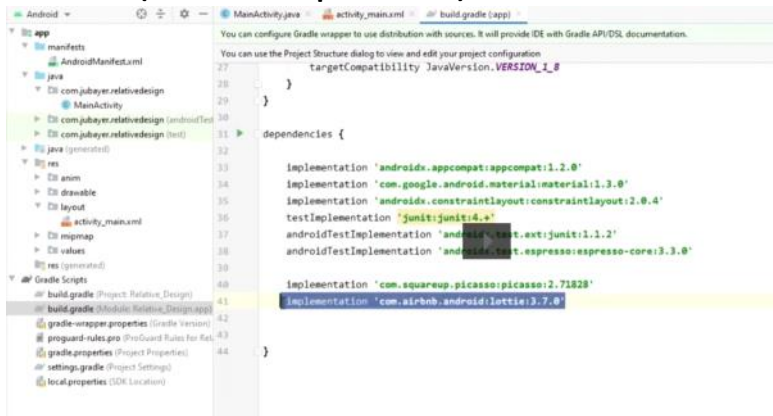 Android
MainActivity.java
activity_main.xml
build.gradle (:app)
You can configure Gradle wrapper to use distribution with sources. It will provide IDE with Gradle API/DSL documentation.
You can use the Project Structure dialog to view and edit your project configuration
app
manifests
AndroidManifest.xml
java
com.jubayer.relativedesign
MainActivity
com.jubayer.relativedesign (androidTest
com.jubayer.relativedesign (test)
java (generated)
res
anim
drawable
layout
activity_main.xml
mipmap
values
res (generated)
Gradle Scripts
build.gradle (Project: Relative_Design)
build.gradle (Module: Relative_Design.app)
gradle-wrapper.properties (Gradle Version)
proguard-rules.pro (ProGuard Rules for Rel
gradle.properties (Project Properties)
settings.gradle (Project Settings)
local.properties (SDK Location)
27 targetCompatibility JavaVersion.VERSION_1_8
28 }
29 }
30
31 dependencies {
32
33 implementation 'androidx.appcompat:appcompat:1.2.0'
34 implementation 'com.google.android.material:material:1.3.0'
35 implementation 'androidx.constraintlayout:constraintlayout:2.0.4'
36 testImplementation 'junit:junit:4.+'
37 androidTestImplementation 'androidx.test.ext:junit:1.1.2'
38 androidTestImplementation 'androidx.test.espresso:espresso-core:3.3.0'
39
40 implementation 'com.squareup.picasso:picasso:2.71828'
41 implementation 'com.airbnb.android:lottie:3.7.0'
42
43
44 }